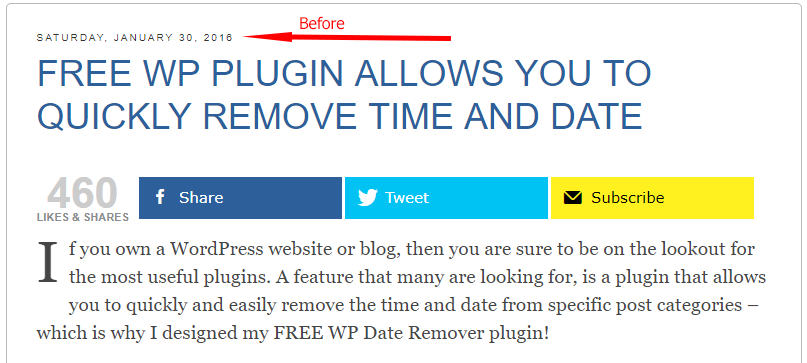 Before
SATURDAY, JANUARY 30, 2016
FREE WP PLUGIN ALLOWS YOU TO
QUICKLY REMOVE TIME AND DATE
460
LIKES & SHARES
Share
Tweet
Subscribe
If you own a WordPress website or blog, then you are sure to be on the lookout for
the most useful plugins. A feature that many are looking for, is a plugin that allows
you to quickly and easily remove the time and date from specific post categories –
which is why I designed my FREE WP Date Remover plugin!